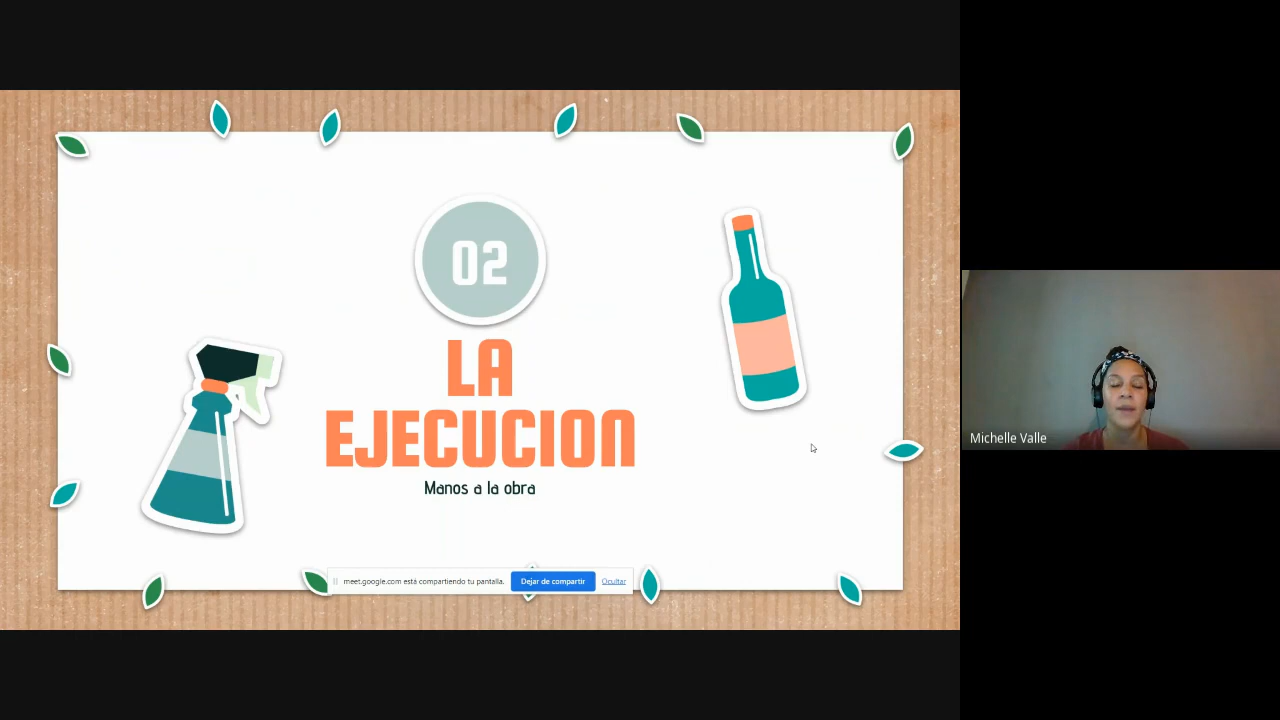 02
LA
EJECUCION
Manos a la obra
meet.google.com está compartiendo tu pantalla.
Dejar de compartir
Ocultar
Michelle Valle